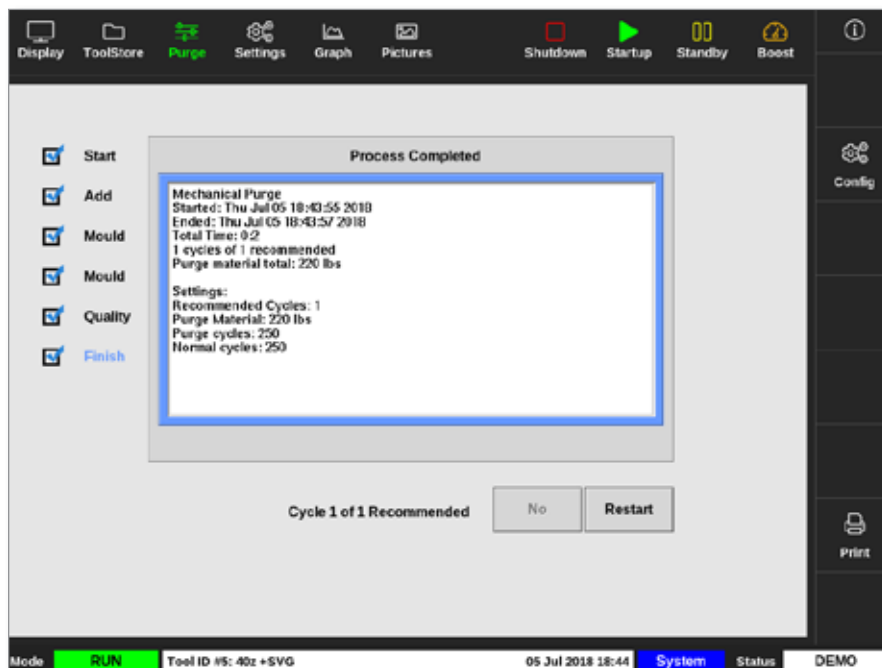 Display ToolStore Purge Settings Graph Pictures Shutdown Startup Standby Boost
Config
Print
Start
Add
Mould
Mould
Quality
Finish
Process Completed
Mechanical Purge
Started: Thu Jul 05 18:43:55 2018
Ended: Thu Jul 05 18:43:57 2018
Total Time: 0:2
1 cycles of 1 recommended
Purge material total: 220 lbs
Settings:
Recommended Cycles: 1
Purge Material: 220 lbs
Purge cycles: 250
Normal cycles: 250
Cycle 1 of 1 Recommended No Restart
Mode RUN Tool ID #5: 40z +SVG 05 Jul 2018 18:44 System Status DEMO